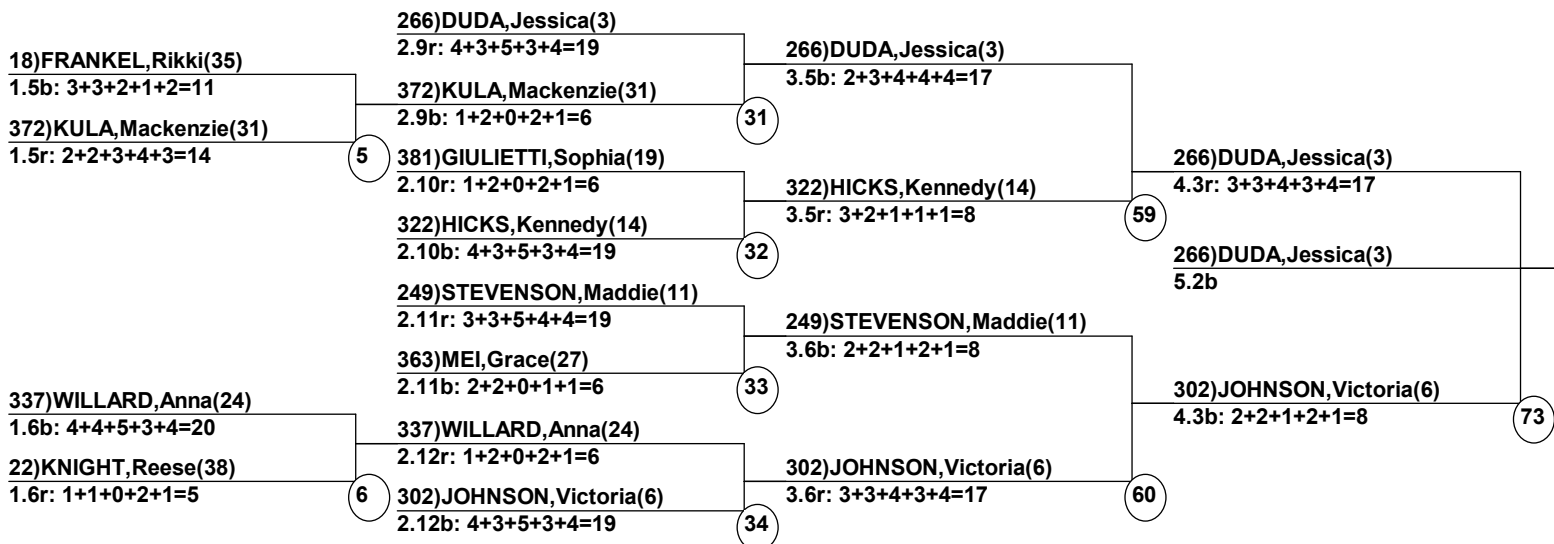 18)FRANKEL,Rikki(35)
1.5b: 3+3+2+1+2=11
372)KULA,Mackenzie(31)
1.5r: 2+2+3+4+3=14
5
337)WILLARD,Anna(24)
1.6b: 4+4+5+3+4=20
22)KNIGHT,Reese(38)
1.6r: 1+1+0+2+1=5
6
266)DUDA,Jessica(3)
2.9r: 4+3+5+3+4=19
372)KULA,Mackenzie(31)
2.9b: 1+2+0+2+1=6
31
381)GIULIETTI,Sophia(19)
2.10r: 1+2+0+2+1=6
322)HICKS,Kennedy(14)
2.10b: 4+3+5+3+4=19
32
249)STEVENSON,Maddie(11)
2.11r: 3+3+5+4+4=19
363)MEI,Grace(27)
2.11b: 2+2+0+1+1=6
33
337)WILLARD,Anna(24)
2.12r: 1+2+0+2+1=6
302)JOHNSON,Victoria(6)
2.12b: 4+3+5+3+4=19
34
266)DUDA,Jessica(3)
3.5b: 2+3+4+4+4=17
322)HICKS,Kennedy(14)
3.5r: 3+2+1+1+1=8
59
249)STEVENSON,Maddie(11)
3.6b: 2+2+1+2+1=8
302)JOHNSON,Victoria(6)
3.6r: 3+3+4+3+4=17
60
266)DUDA,Jessica(3)
4.3r: 3+3+4+3+4=17
266)DUDA,Jessica(3)
5.2b
302)JOHNSON,Victoria(6)
4.3b: 2+2+1+2+1=8
73